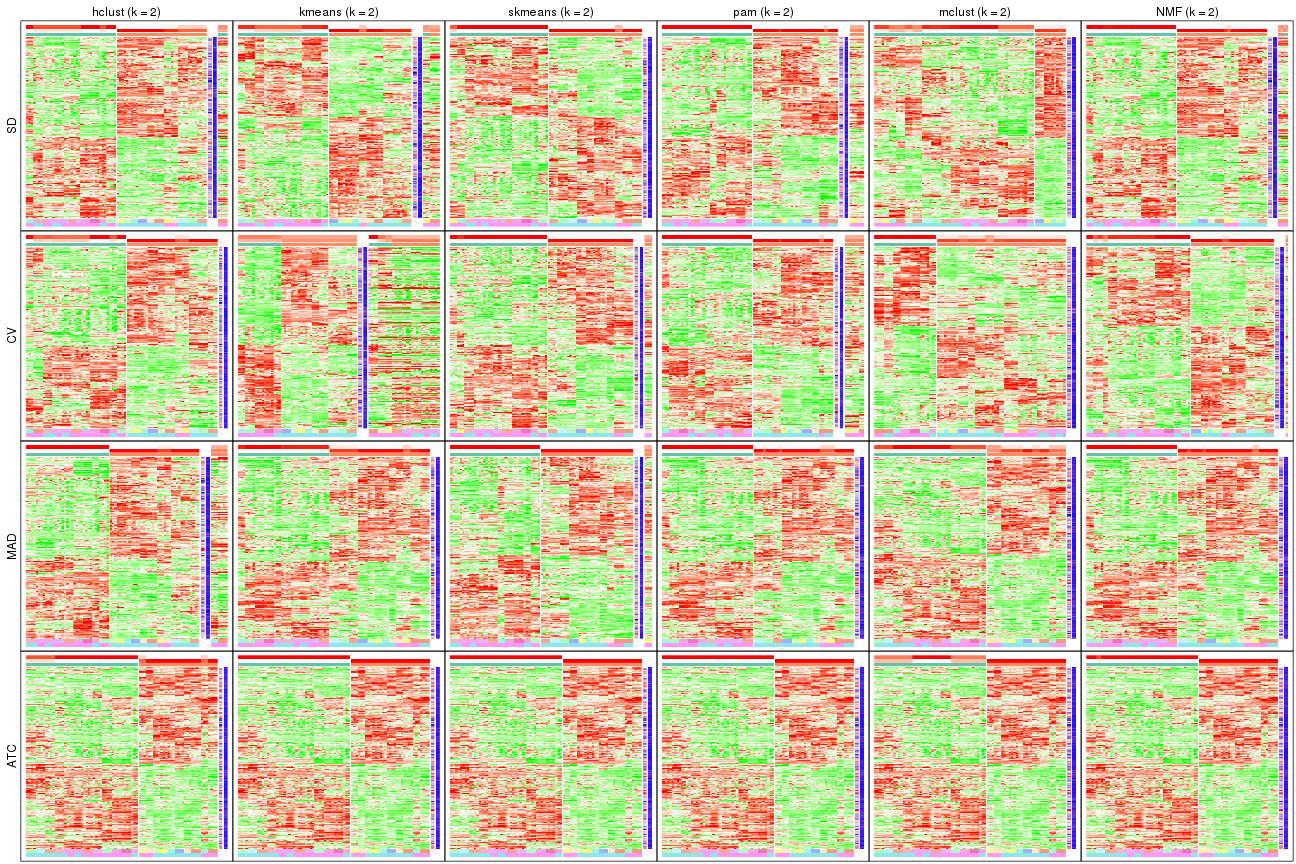 hclust (k = 2)
kmeans (k = 2)
skmeans (k = 2)
pam (k = 2)
mclust (k = 2)
NMF (k = 2)
SD
CV
MAD
ATC